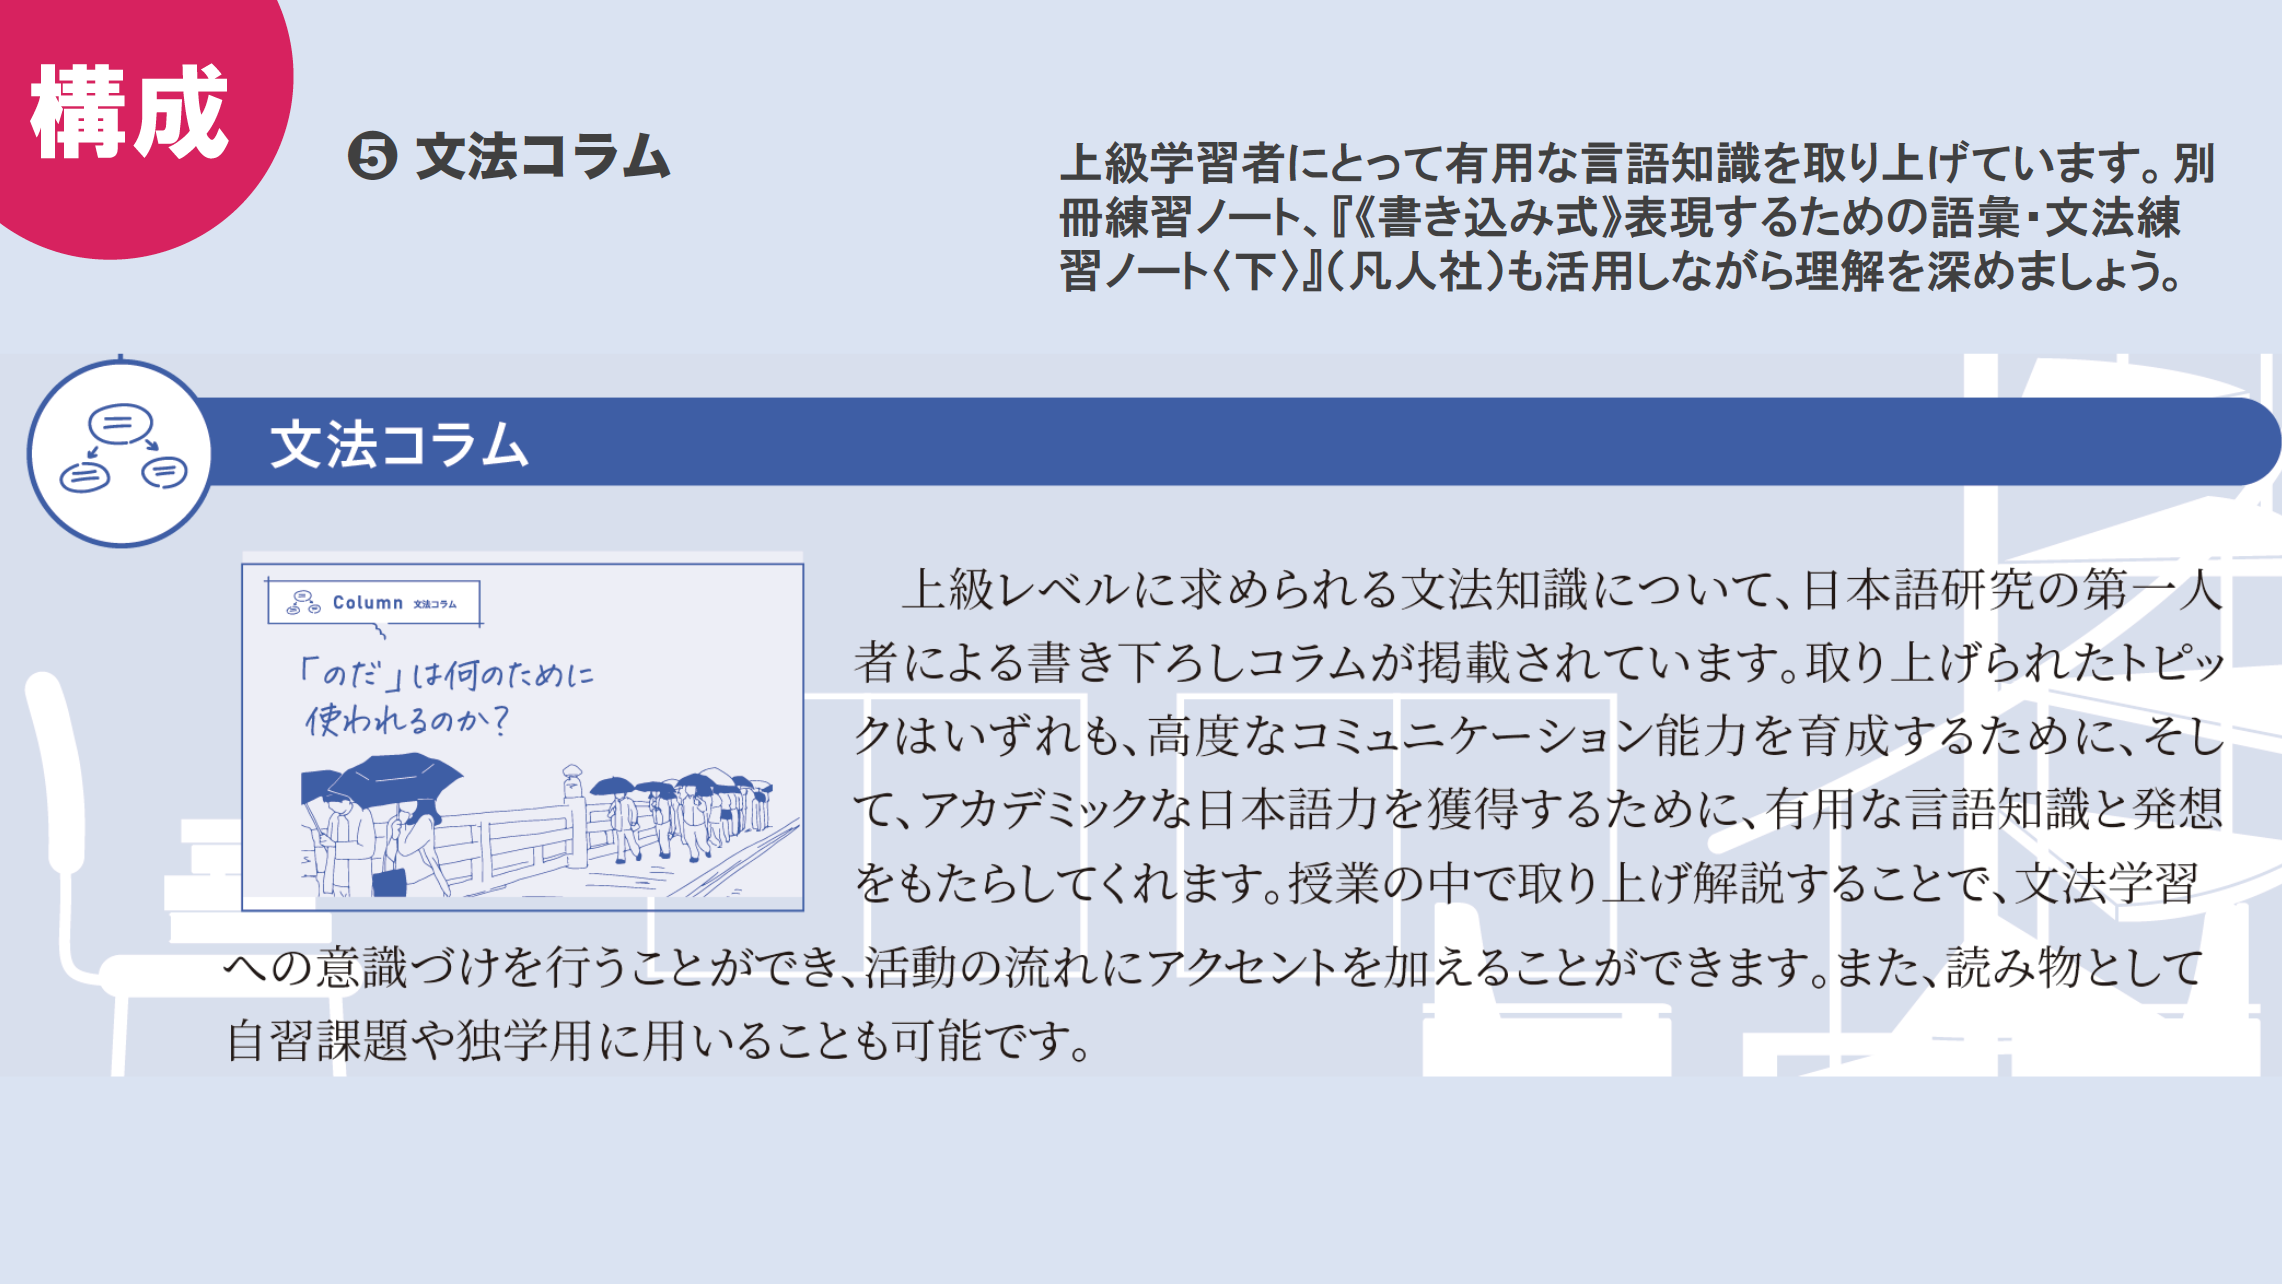 構成
❺ 文法コラム
上級学習者にとって有用な言語知識を取り上げています。別
冊練習ノート、『《書き込み式》表現するための語彙・文法練
習ノート〈下〉』（凡人社）も活用しながら理解を深めましょう。
文法コラム
Column 文法コラム
「のだ」は何のために
使われるのか？
上級レベルに求められる文法知識について、日本語研究の第一人
者による書き下ろしコラムが掲載されています。取り上げられたトピッ
クはいずれも、高度なコミュニケーション能力を育成するために、そし
て、アカデミックな日本語力を獲得するために、有用な言語知識と発想
をもたらしてくれます。授業の中で取り上げ解説することで、文法学習
への意識づけを行うことができ、活動の流れにアクセントを加えることができます。また、読み物として
自習課題や独学用に用いることも可能です。